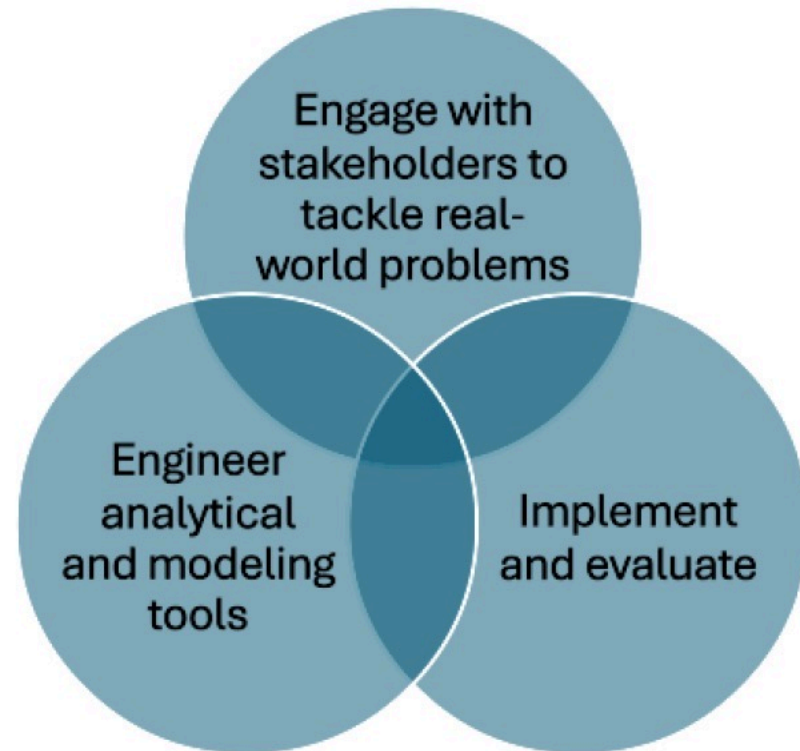 Engage with
stakeholders to
tackle real-
world problems
Engineer
analytical
and modeling
tools
Implement
and evaluate